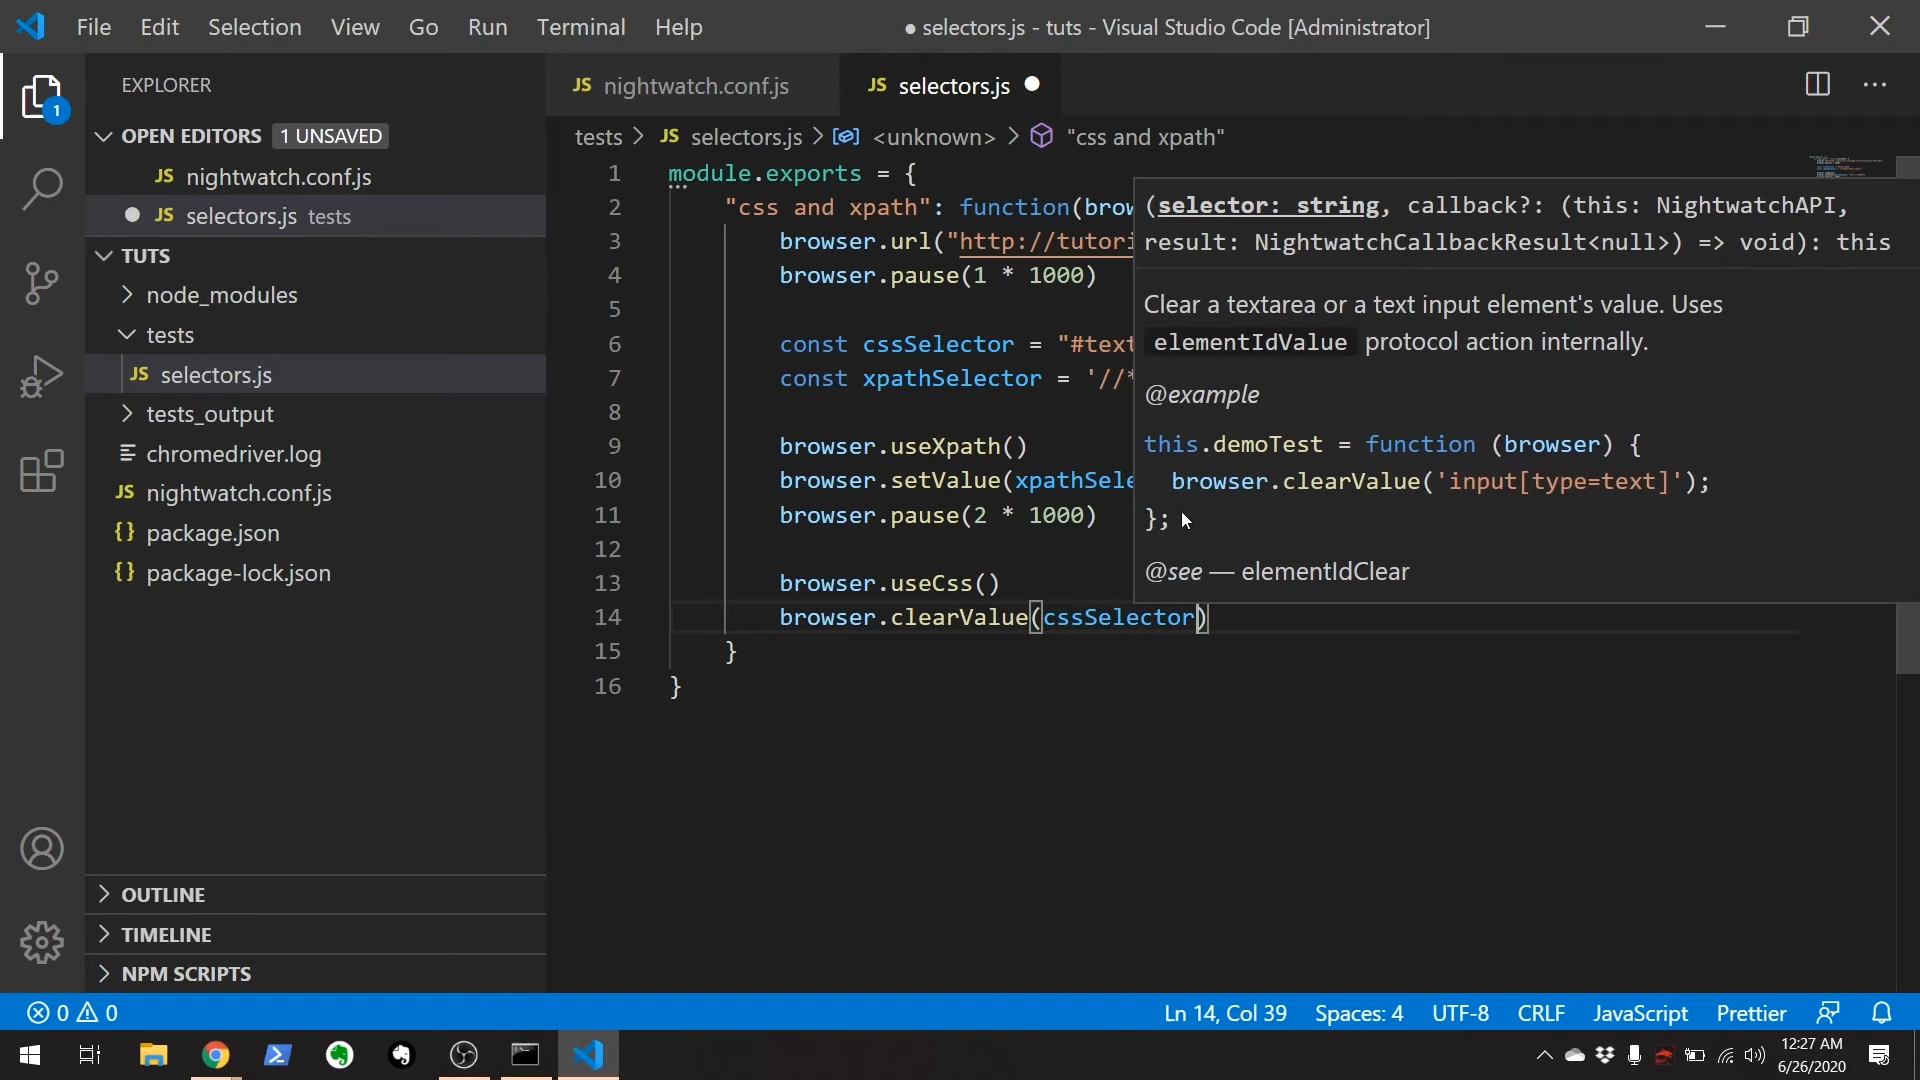 File Edit Selection View Go Run Terminal Help
● selectors.js - tuts - Visual Studio Code [Administrator]
1
EXPLORER
OPEN EDITORS 1 UNSAVED
JS nightwatch.conf.js
● JS selectors.js tests
TUTS
node_modules
tests
JS selectors.js
tests_output
chromedriver.log
JS nightwatch.conf.js
{} package.json
{} package-lock.json
OUTLINE
TIMELINE
NPM SCRIPTS
JS nightwatch.conf.js
JS selectors.js ●
tests > JS selectors.js > <unknown> > "css and xpath"
1 module.exports = {
2 "css and xpath": function(brow
3 browser.url("http://tutori
4 browser.pause(1 * 1000)
5
6 const cssSelector = "#text
7 const xpathSelector = '//*
8
9 browser.useXpath()
10 browser.setValue(xpathSele
11 browser.pause(2 * 1000)
12
13 browser.useCss()
14 browser.clearValue(cssSelector)
15 }
16 }
(selector: string, callback?: (this: NightwatchAPI,
result: NightwatchCallbackResult<null>) => void): this
Clear a textarea or a text input element's value. Uses
elementIdValue protocol action internally.
@example
this.demoTest = function (browser) {
browser.clearValue('input[type=text]');
};
@see — elementIdClear
0 0
Ln 14, Col 39 Spaces: 4 UTF-8 CRLF JavaScript Prettier
12:27 AM
6/26/2020